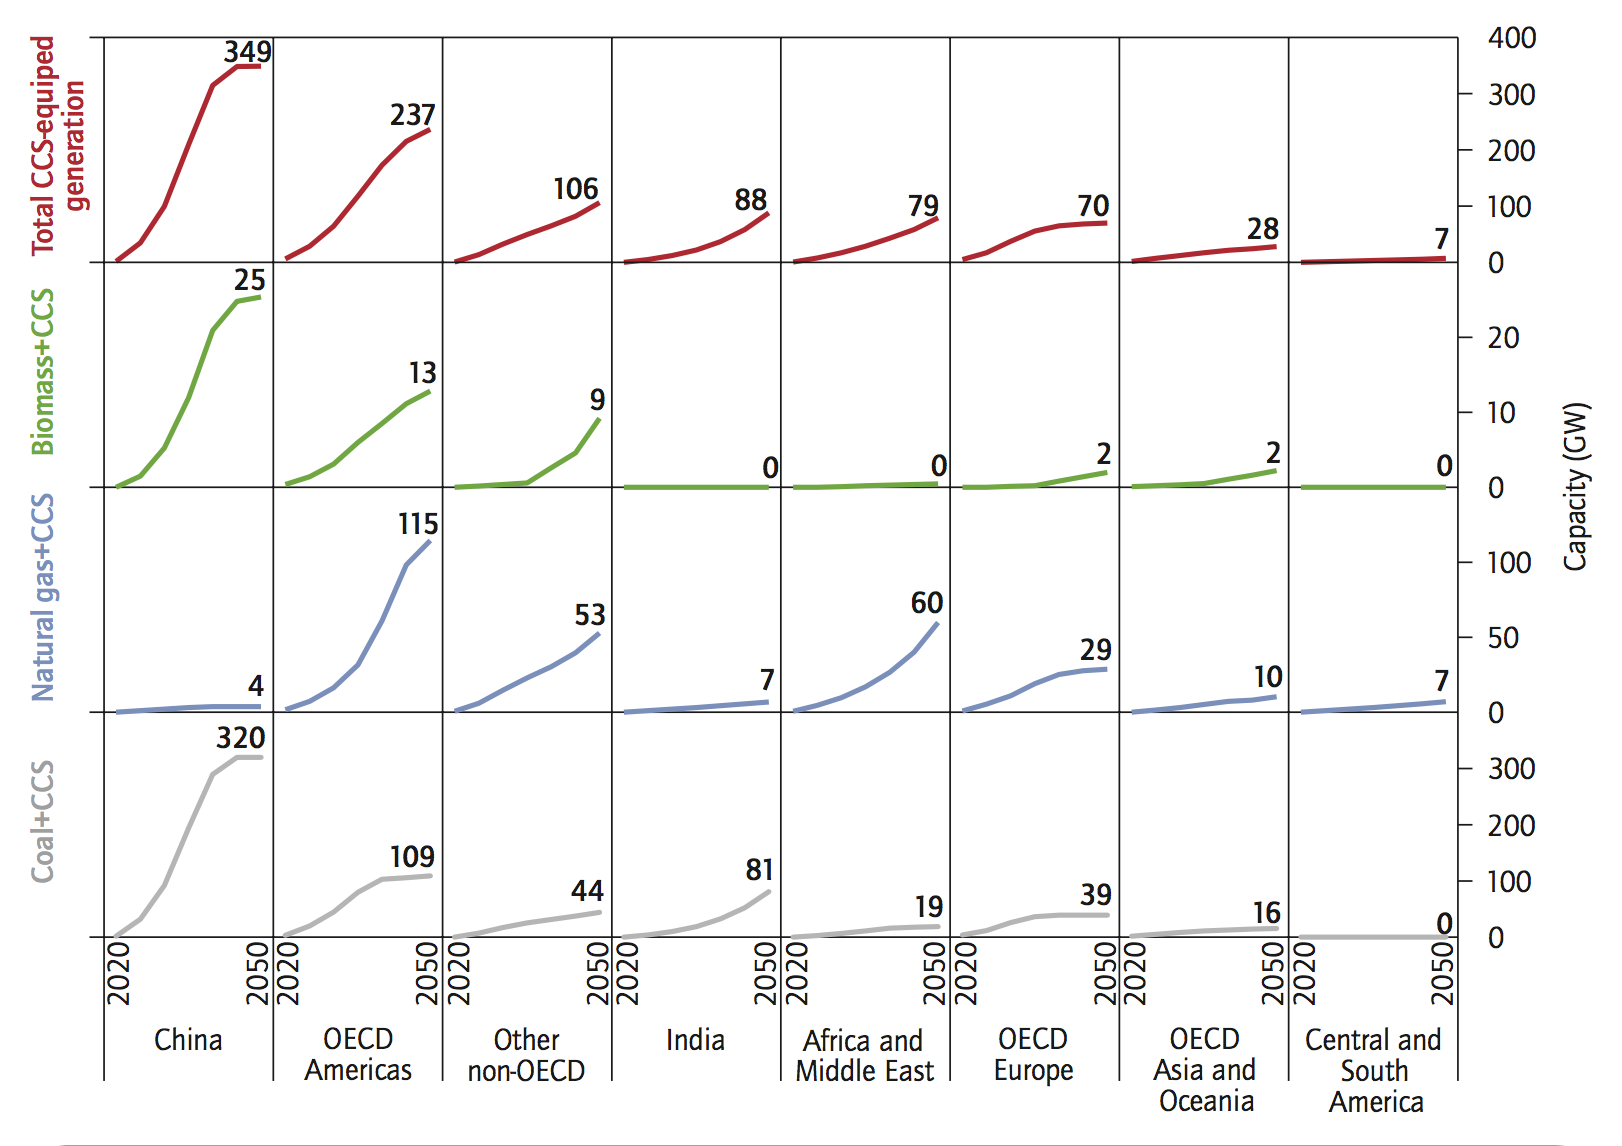 Total CCS-equiped
generation
349
237
106
88
79
70
28
7
400
300
200
100
0
Biomass+CCS
25
13
9
0
0
2
2
0
20
10
0
Capacity (GW)
Natural gas+CCS
4
115
53
7
60
29
10
7
100
50
0
Coal+CCS
320
109
44
81
19
39
16
0
300
200
100
0
2020
2050
2020
2050
2020
2050
2020
2050
2020
2050
2020
2050
2020
2050
2020
2050
China
OECD
Americas
Other
non-OECD
India
Africa and
Middle East
OECD
Europe
OECD
Asia and
Oceania
Central and
South
America